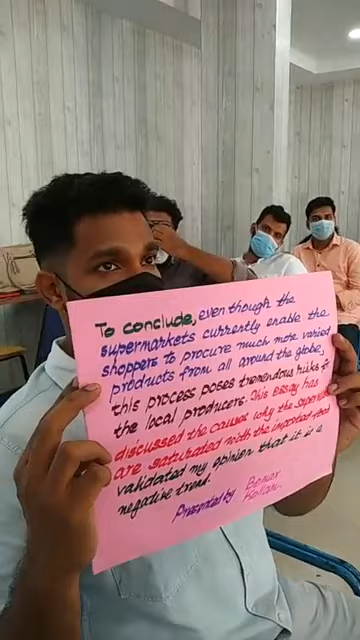 To conclude, even though the
supermarkets currently enable the
shoppers to procure much more varied
products from all around the globe,
this process poses tremendous risks to
the local producers. This essay has
discussed the causes why the supermarkets
are saturated with the imported food
validated my opinion that it is a
negative trend.
Presented by